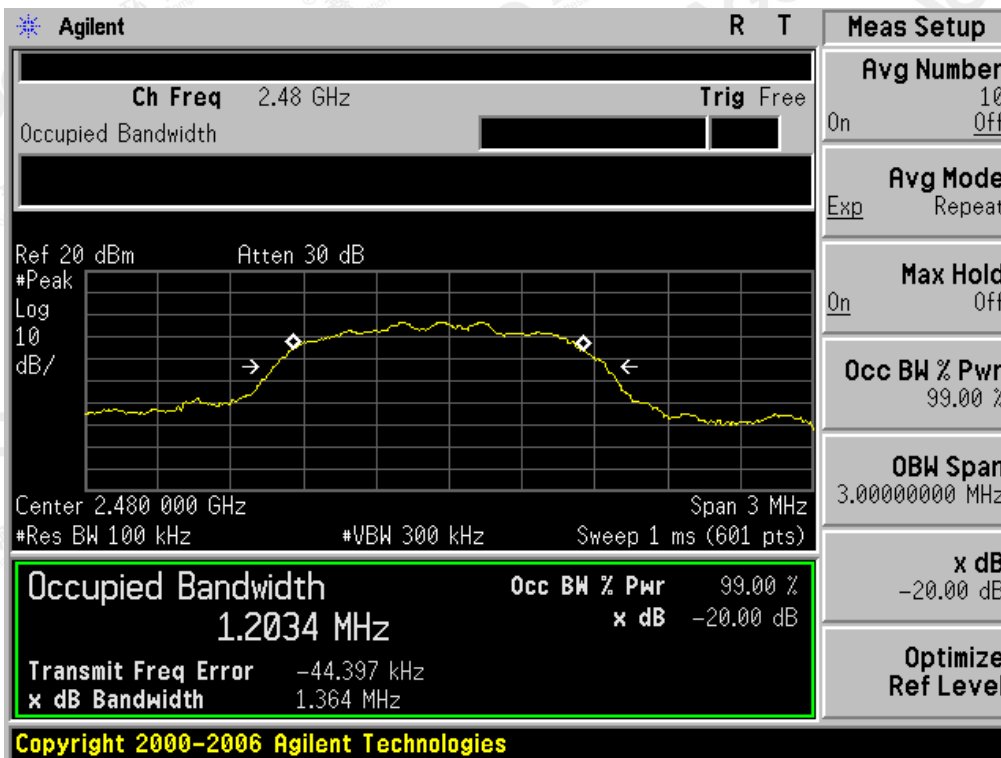 Agilent R T
Ch Freq 2.48 GHz Trig Free
Occupied Bandwidth
Ref 20 dBm Atten 30 dB
#Peak
Log
10
dB/
Center 2.480 000 GHz Span 3 MHz
#Res BW 100 kHz #VBW 300 kHz Sweep 1 ms (601 pts)
Occupied Bandwidth Occ BW % Pwr 99.00 %
1.2034 MHz x dB -20.00 dB
Transmit Freq Error -44.397 kHz
x dB Bandwidth 1.364 MHz
Copyright 2000-2006 Agilent Technologies
Meas Setup
Avg Number
10
On Off
Avg Mode
Exp Repeat
Max Hold
On Off
Occ BW % Pwr
99.00 %
OBW Span
3.00000000 MHz
x dB
-20.00 dB
Optimize
Ref Level